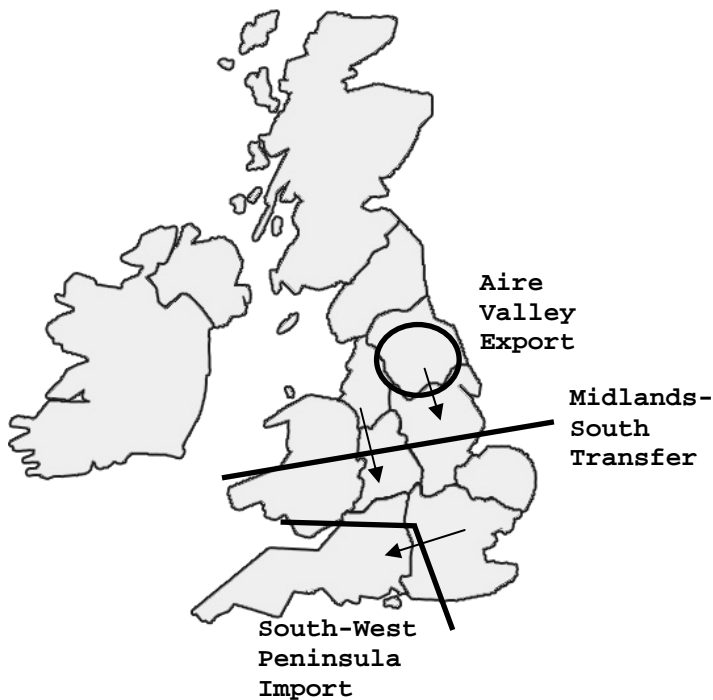 Aire
Valley
Export
Midlands-
South
Transfer
South-West
Peninsula
Import